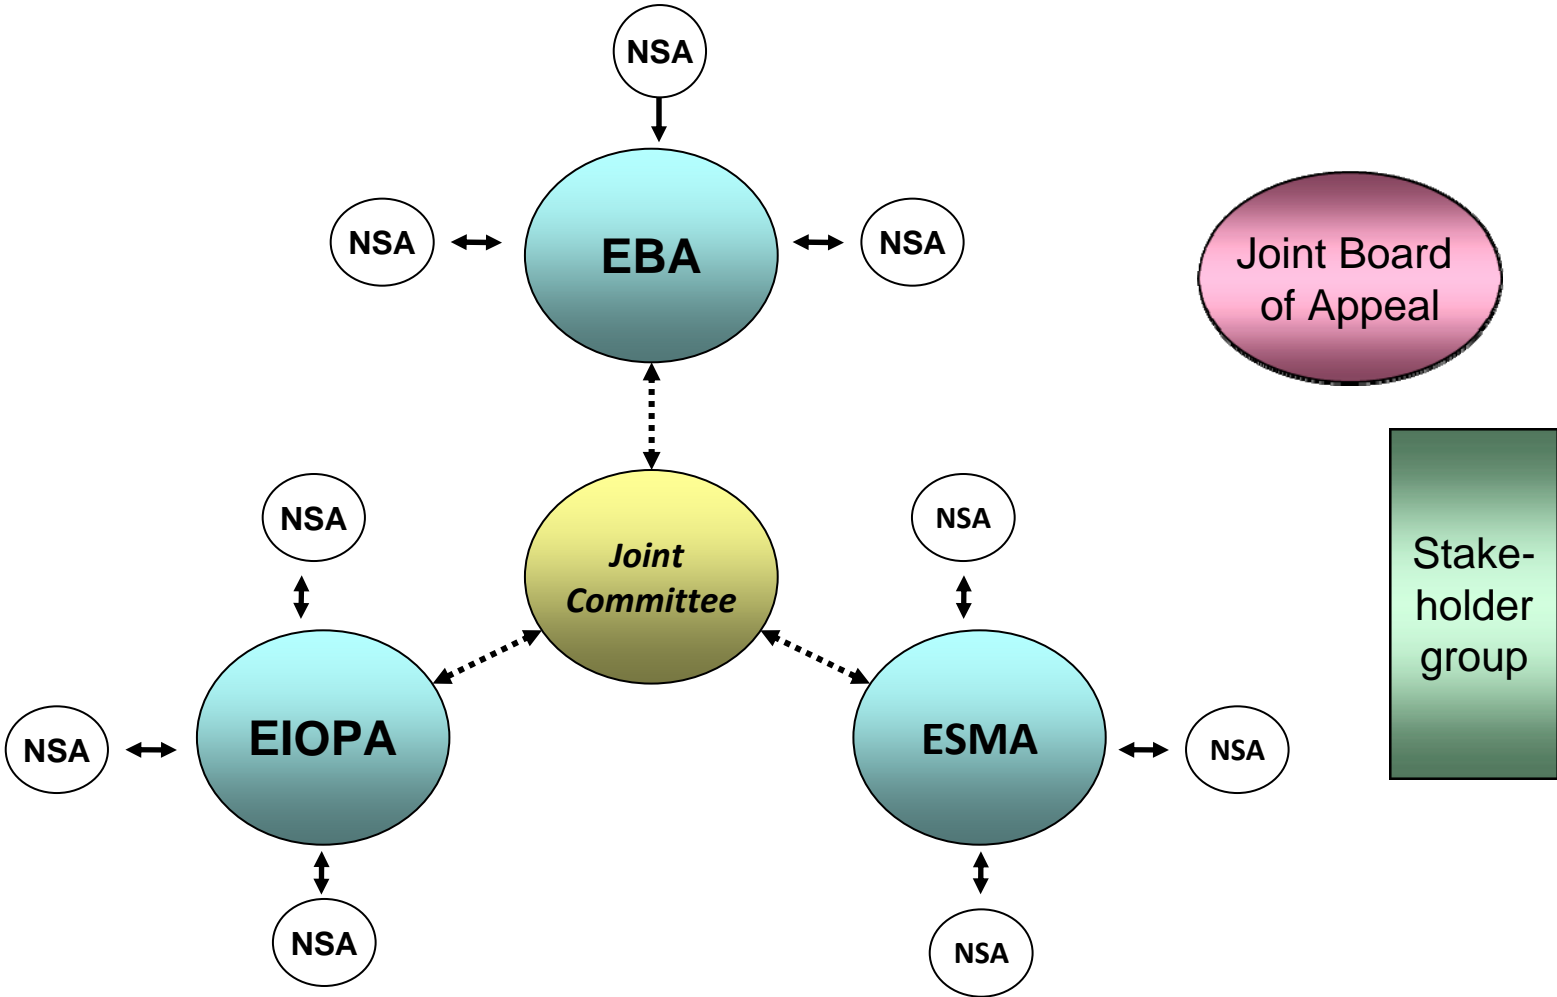 NSA
NSA
EBA
NSA
Joint Board
of Appeal
NSA
Joint
Committee
NSA
Stake-
holder
group
NSA
EIOPA
ESMA
NSA
NSA
NSA